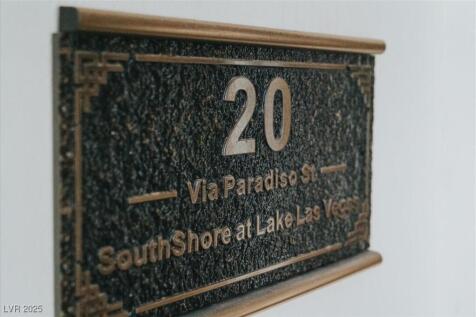 20
Via Paradiso St
SouthShore at Lake Las Vegas
LVR 2025